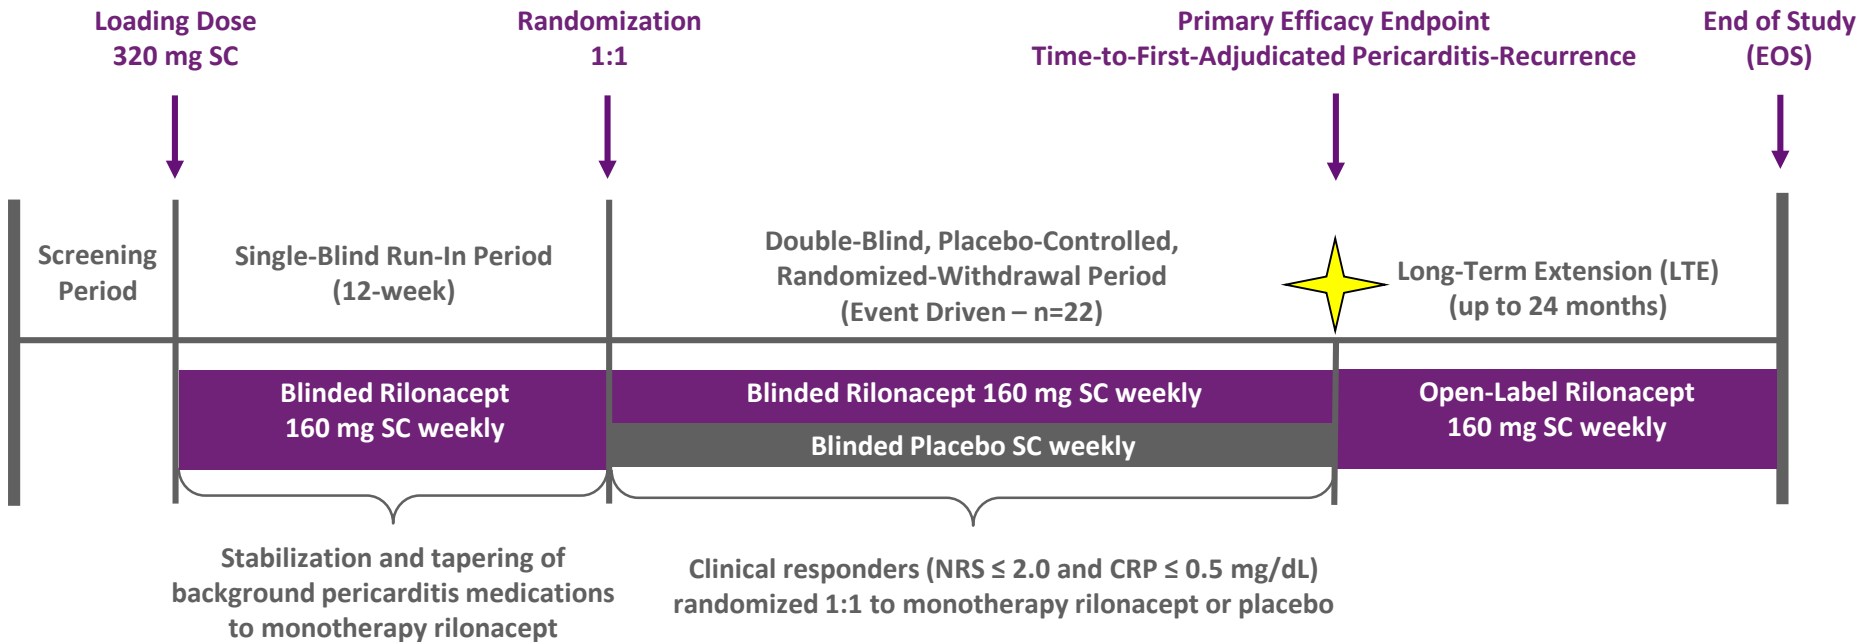 Loading Dose
320 mg SC
Randomization
1:1
Primary Efficacy Endpoint
Time-to-First-Adjudicated Pericarditis-Recurrence
End of Study
(EOS)
Screening
Period
Single-Blind Run-In Period
(12-week)
Double-Blind, Placebo-Controlled,
Randomized-Withdrawal Period
(Event Driven – n=22)
Long-Term Extension (LTE)
(up to 24 months)
Blinded Rilonacept
160 mg SC weekly
Blinded Rilonacept 160 mg SC weekly
Blinded Placebo SC weekly
Open-Label Rilonacept
160 mg SC weekly
Stabilization and tapering of
background pericarditis medications
to monotherapy rilonacept
Clinical responders (NRS ≤ 2.0 and CRP ≤ 0.5 mg/dL)
randomized 1:1 to monotherapy rilonacept or placebo